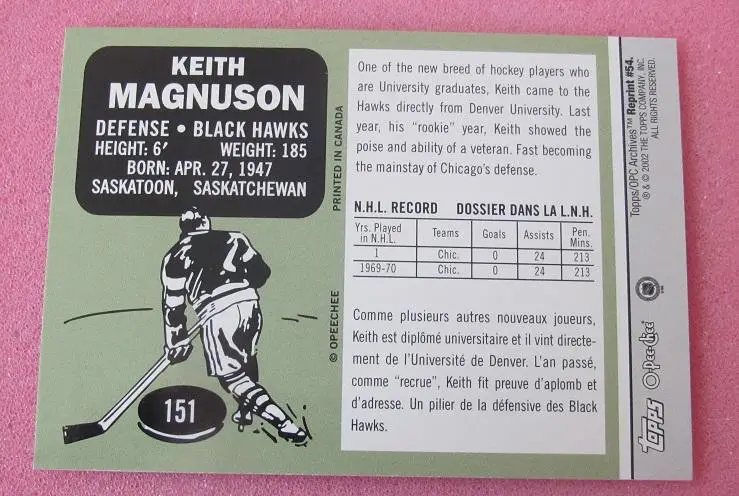 KEITH
MAGNUSON
DEFENSE • BLACK HAWKS
HEIGHT: 6' WEIGHT: 185
BORN: APR. 27, 1947
SASKATOON, SASKATCHEWAN
151
© OPEECHEE PRINTED IN CANADA
One of the new breed of hockey players who
are University graduates, Keith came to the
Hawks directly from Denver University. Last
year, his "rookie" year, Keith showed the
poise and ability of a veteran. Fast becoming
the mainstay of Chicago's defense.
N.H.L. RECORD DOSSIER DANS LA L.N.H.
Yrs. Played in N.H.L. Teams Goals Assists Pen. Mins.
1 Chic. 0 24 213
1969-70 Chic. 0 24 213
Comme plusieurs autres nouveaux joueurs,
Keith est diplômé universitaire et il vint directe-
ment de l'Université de Denver. L'an passé,
comme "recrue", Keith fit preuve d'aplomb et
d'adresse. Un pilier de la défensive des Black
Hawks.
Topps/OPC Archives™ Reprint #54.
® & © 2002 THE TOPPS COMPANY, INC.
ALL RIGHTS RESERVED.
topps O-Pee-Chee